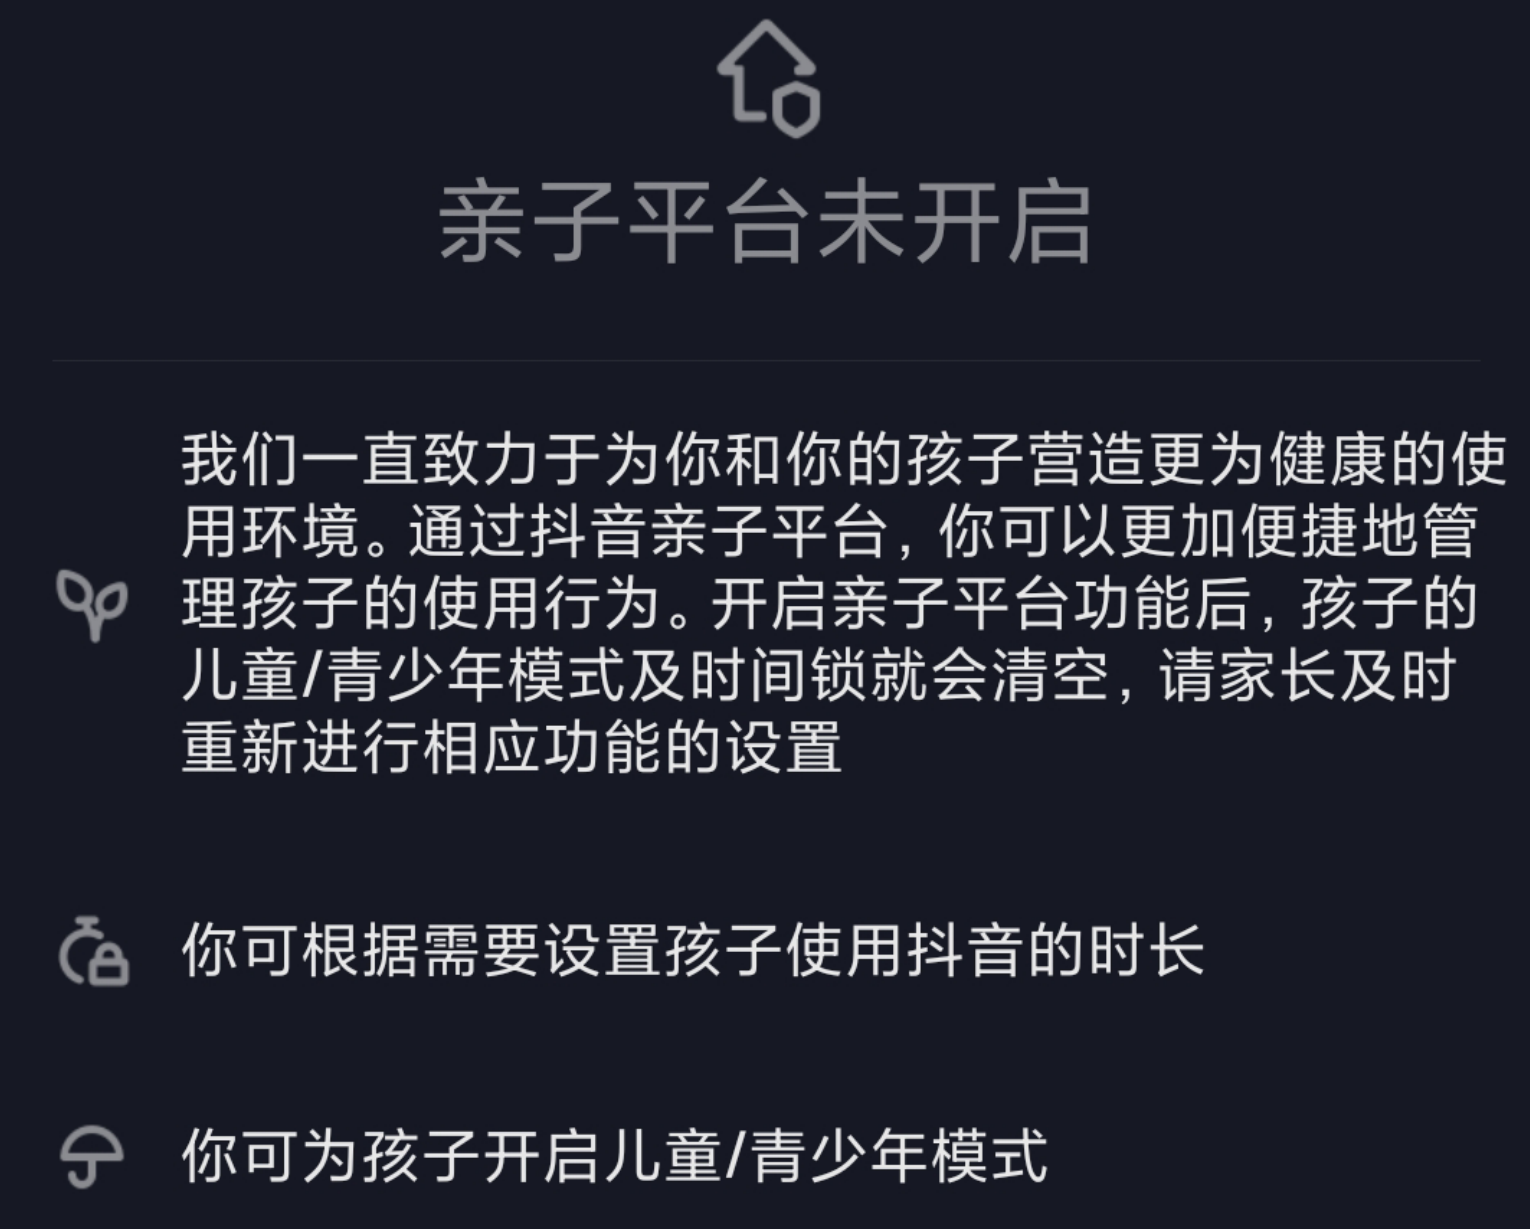 亲子平台未开启
我们一直致力于为你和你的孩子营造更为健康的使
用环境。通过抖音亲子平台，你可以更加便捷地管
理孩子的使用行为。开启亲子平台功能后，孩子的
儿童/青少年模式及时间锁就会清空，请家长及时
重新进行相应功能的设置
你可根据需要设置孩子使用抖音的时长
你可为孩子开启儿童/青少年模式